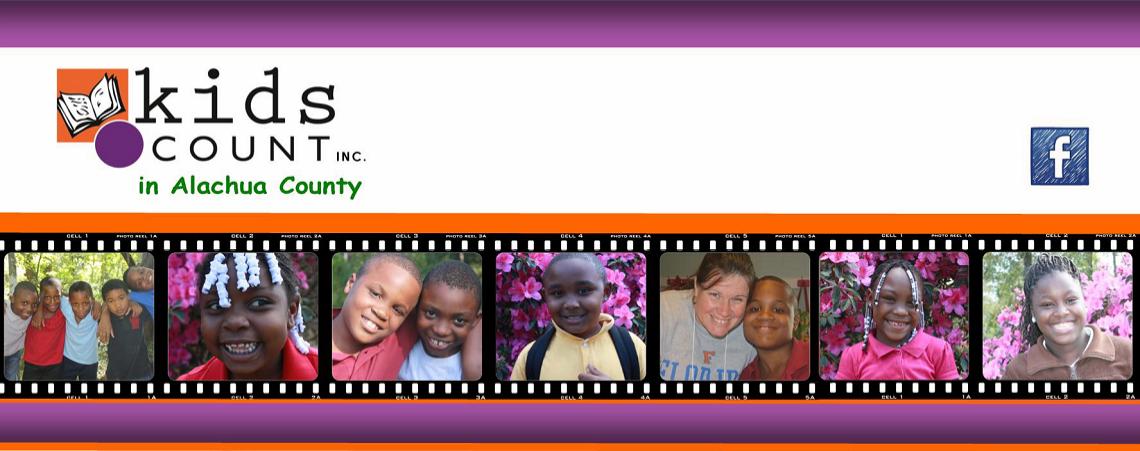 kids
COUNT INC.
in Alachua County
f
CELL 1 PHOTO REEL 1A CELL 2 PHOTO REEL 2A CELL 3 PHOTO REEL 3A CELL 4 PHOTO REEL 4A CELL 5 PHOTO REEL 5A CELL 1 PHOTO REEL 1A CELL 2 PHOTO REEL 2A
F
FLORID
CELL 1 1A CELL 2 2A CELL 3 3A CELL 4 4A CELL 5 5A CELL 1 1A CELL 2 2A